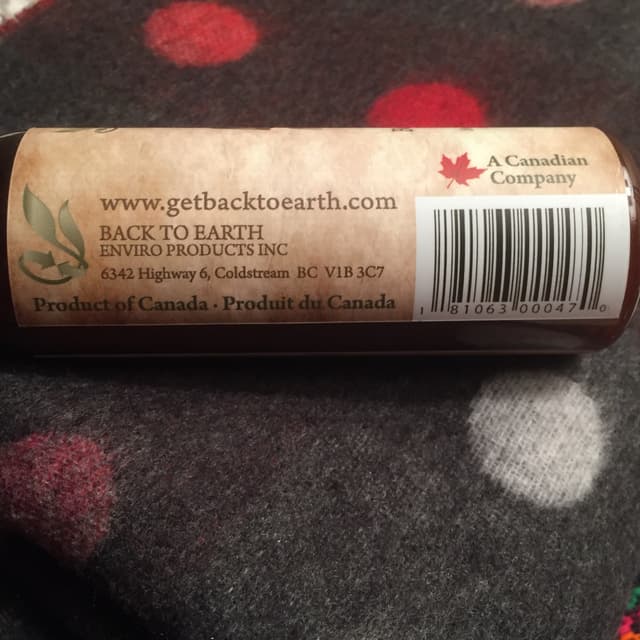 www.getbacktoearth.com
BACK TO EARTH
ENVIRO PRODUCTS INC
6342 Highway 6, Coldstream BC V1B 3C7
Product of Canada · Produit du Canada
A Canadian
Company
1 81063 00047 0